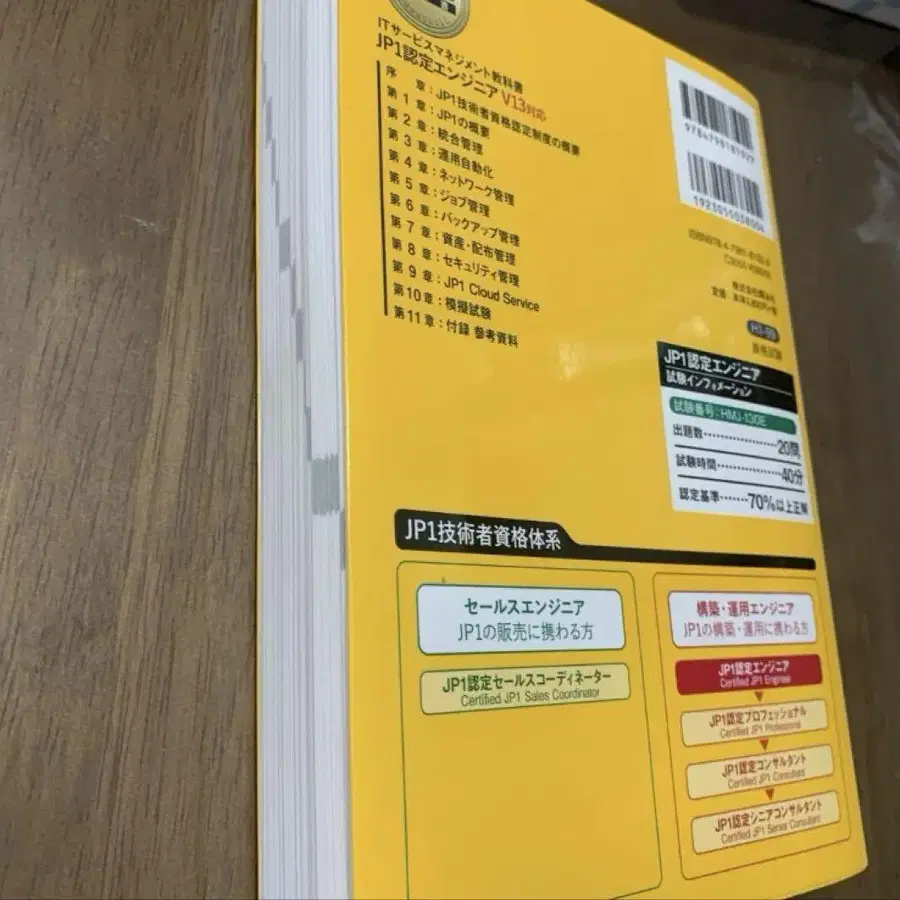 ITサービスマネジメント教科書
JP1認定エンジニア V13対応
序　章：JP1技術者資格認定制度の概要
第 1 章：JP1の概要
第 2 章：統合管理
第 3 章：運用自動化
第 4 章：ネットワーク管理
第 5 章：ジョブ管理
第 6 章：バックアップ管理
第 7 章：資産・配布管理
第 8 章：セキュリティ管理
第 9 章：JP1 Cloud Service
第10章：模擬試験
第11章：付録 参考資料
1923055038004
株式会社翔泳社
資格試験
JP1認定エンジニア
試験インフォメーション
試験番号：HMJ-130E
出題数…………………20問
試験時間………………40分
認定基準……70%以上正解
JP1技術者資格体系
セールスエンジニア
JP1の販売に携わる方
JP1認定セールスコーディネーター
Certified JP1 Sales Coordinator
構築・運用エンジニア
JP1の構築・運用に携わる方
JP1認定エンジニア
Certified JP1 Engineer
JP1認定プロフェッショナル
Certified JP1 Professional
JP1認定コンサルタント
Certified JP1 Consultant
JP1認定シニアコンサルタント
Certified JP1 Senior Consultant